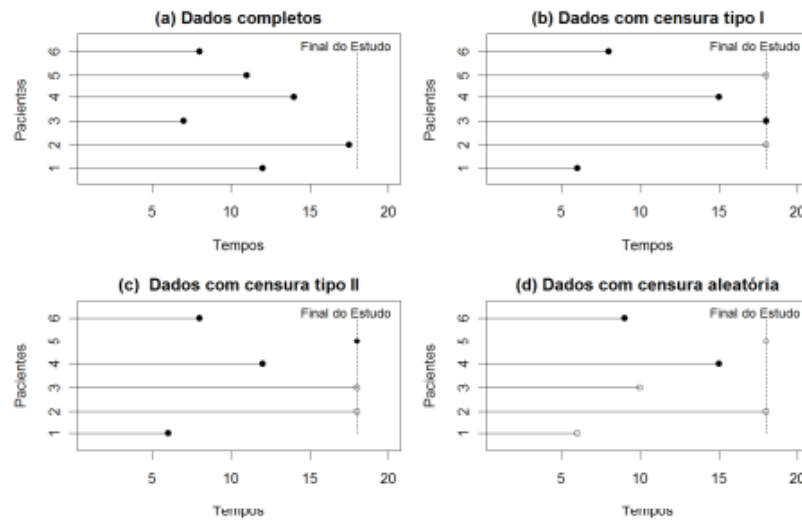 (a) Dados completos
Final do Estudo
Pacientes
6
5
4
3
2
1
5 10 15 20
Tempos
(b) Dados com censura tipo I
Final do Estudo
Pacientes
6
5
4
3
2
1
5 10 15 20
Tempos
(c) Dados com censura tipo II
Final do Estudo
Pacientes
6
5
4
3
2
1
5 10 15 20
Tempos
(d) Dados com censura aleatória
Final do Estudo
Pacientes
6
5
4
3
2
1
5 10 15 20
Tempos